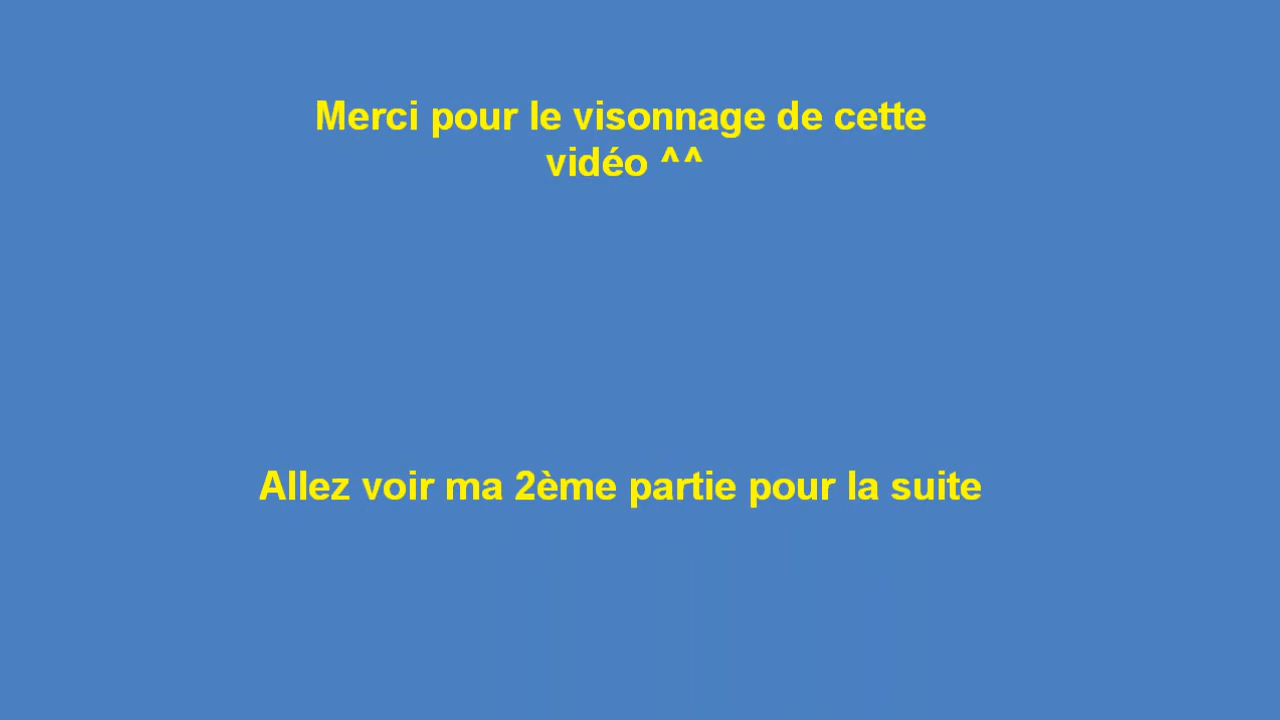 Merci pour le visonnage de cette
vidéo ^^
Allez voir ma 2ème partie pour la suite